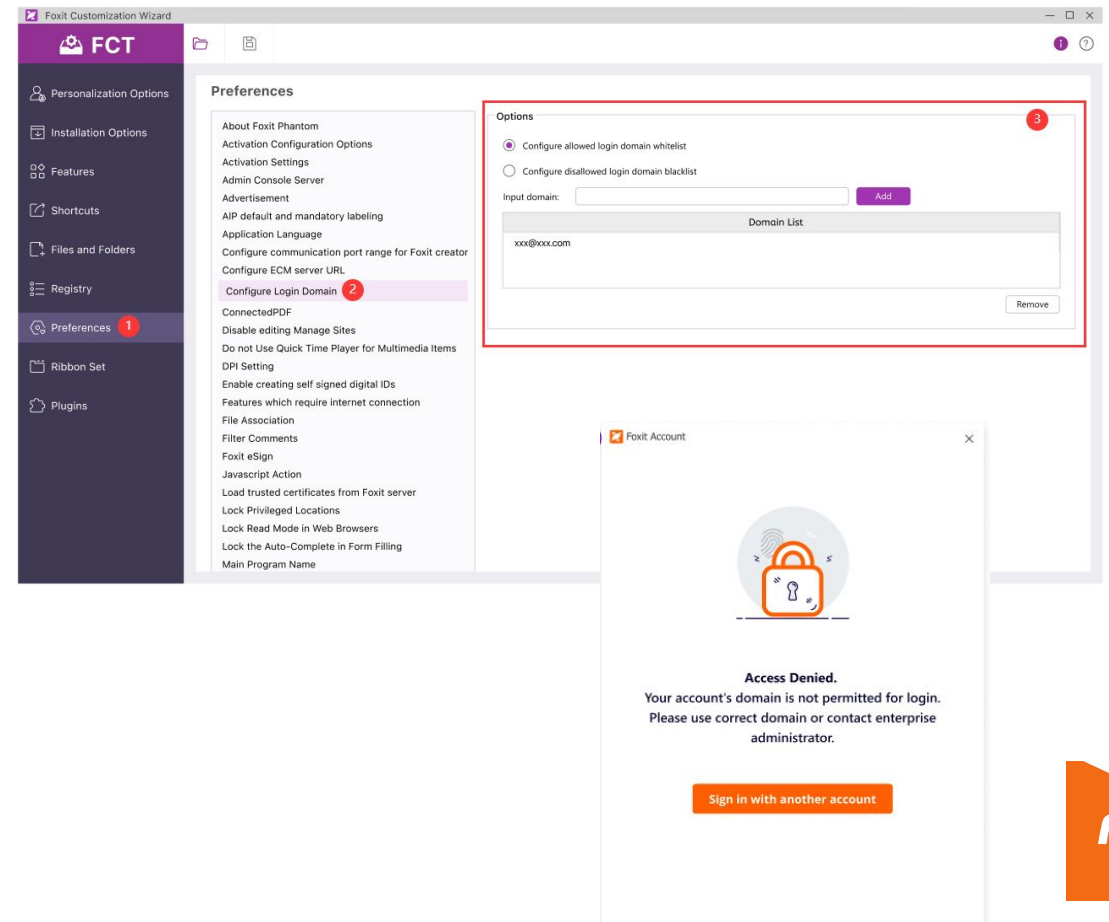 Foxit Customization Wizard
FCT
Personalization Options
Installation Options
Features
Shortcuts
Files and Folders
Registry
Preferences 1
Ribbon Set
Plugins
Preferences
About Foxit Phantom
Activation Configuration Options
Activation Settings
Admin Console Server
Advertisement
AIP default and mandatory labeling
Application Language
Configure communication port range for Foxit creator
Configure ECM server URL
Configure Login Domain 2
ConnectedPDF
Disable editing Manage Sites
Do not Use Quick Time Player for Multimedia Items
DPI Setting
Enable creating self signed digital IDs
Features which require internet connection
File Association
Filter Comments
Foxit eSign
Javascript Action
Load trusted certificates from Foxit server
Lock Privileged Locations
Lock Read Mode in Web Browsers
Lock the Auto-Complete in Form Filling
Main Program Name
Options
3
Configure allowed login domain whitelist
Configure disallowed login domain blacklist
Input domain:
Add
Domain List
xxx@xxx.com
Remove
Foxit Account
Access Denied.
Your account's domain is not permitted for login.
Please use correct domain or contact enterprise
administrator.
Sign in with another account